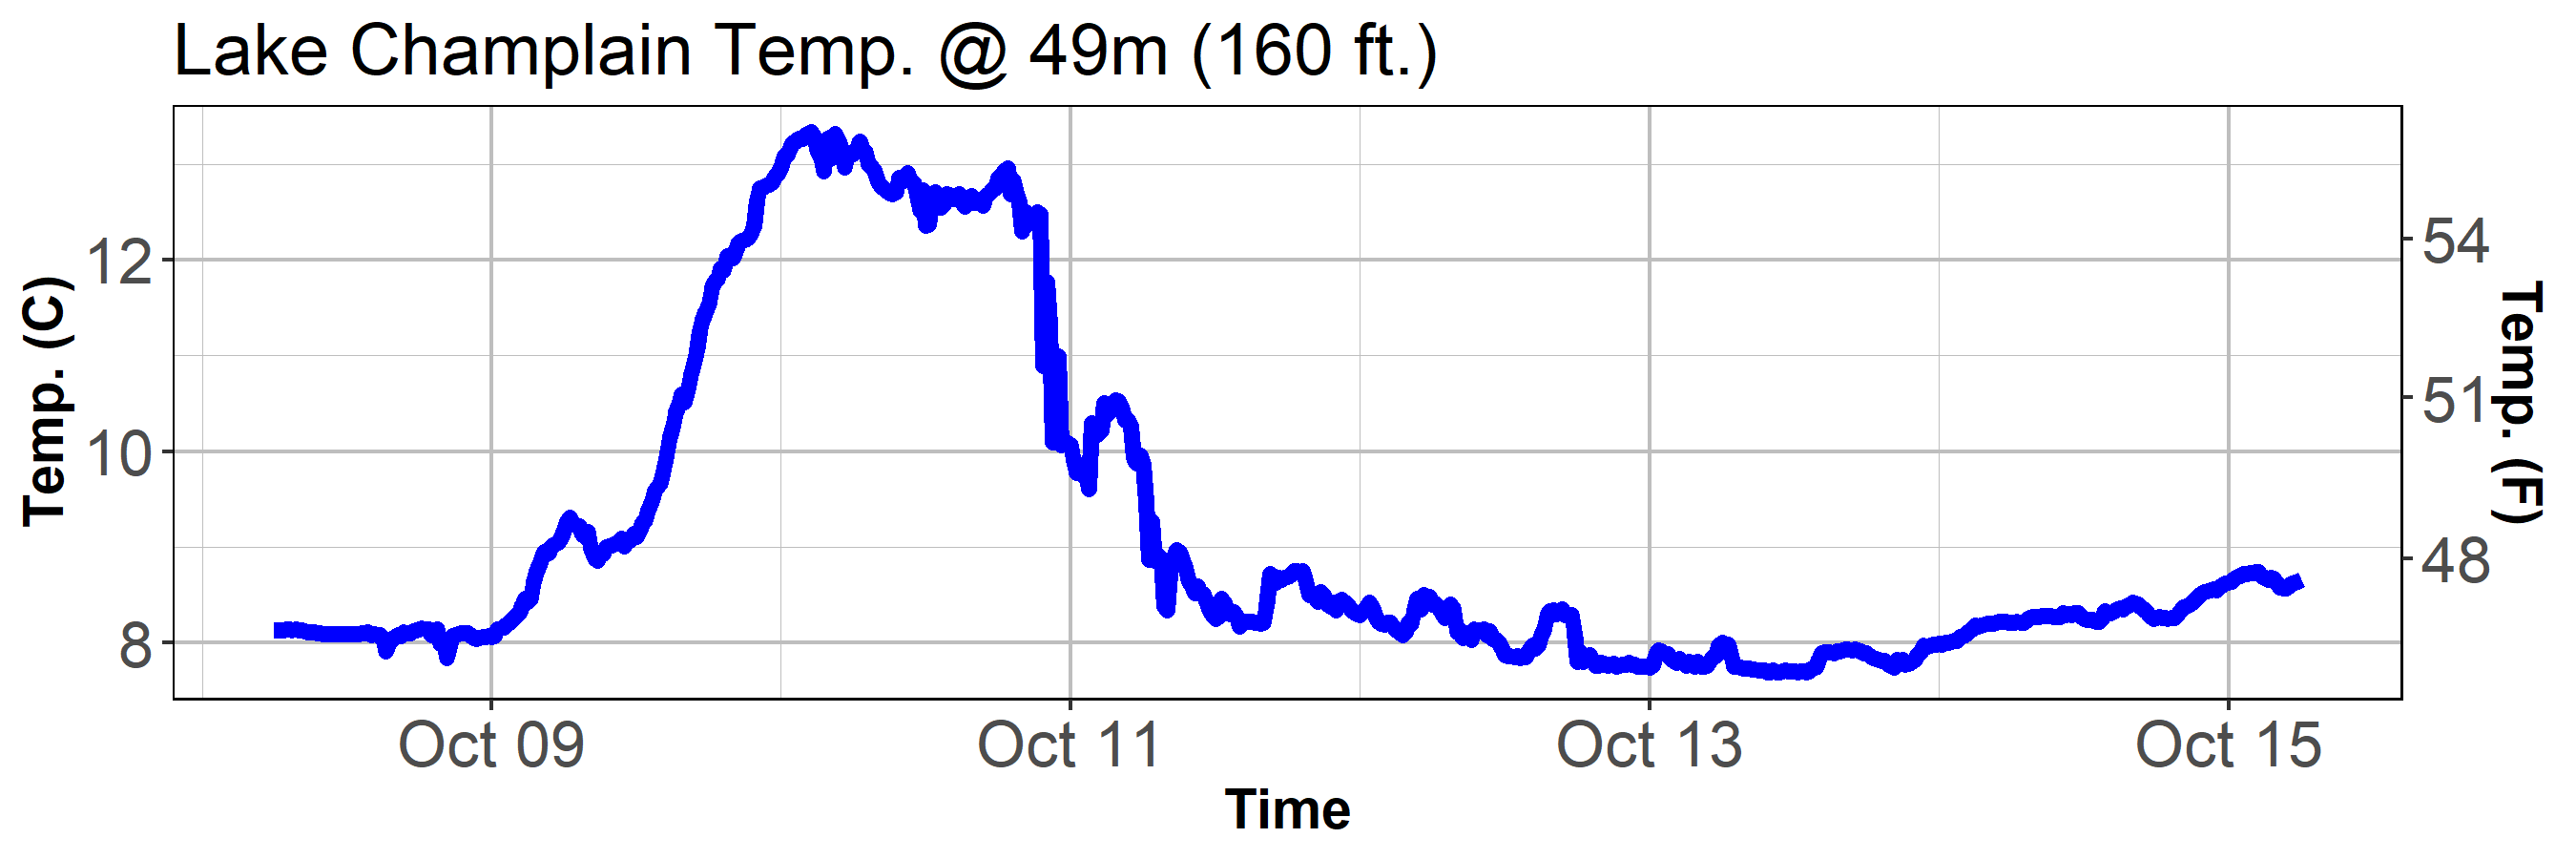 Lake Champlain Temp. @ 49m (160 ft.)
Temp. (C)
12
10
8
54
51
48
Temp. (F)
Oct 09
Oct 11
Oct 13
Oct 15
Time